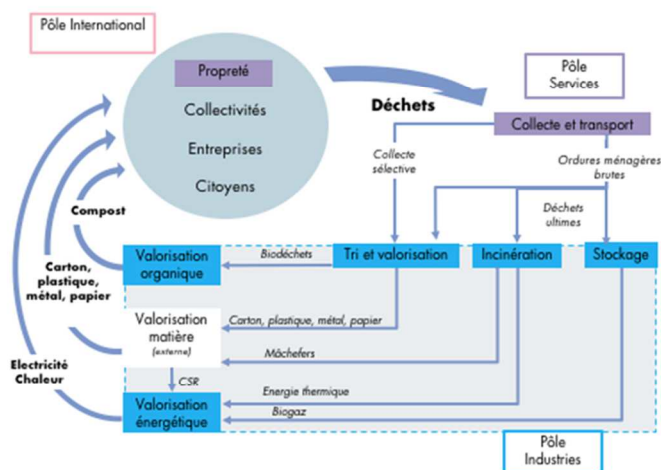 Pôle International
Propreté
Collectivités
Entreprises
Citoyens
Déchets
Pôle
Services
Collecte et transport
Collecte
sélective
Ordures ménagères
brutes
Déchets
ultimes
Compost
Valorisation
organique
Biodéchets
Tri et valorisation
Incinération
Stockage
Carton,
plastique,
métal, papier
Valorisation
matière
(externe)
Carton, plastique, métal, papier
Mâchefers
CSR
Electricité
Chaleur
Valorisation
énergétique
Energie thermique
Biogaz
Pôle
Industries